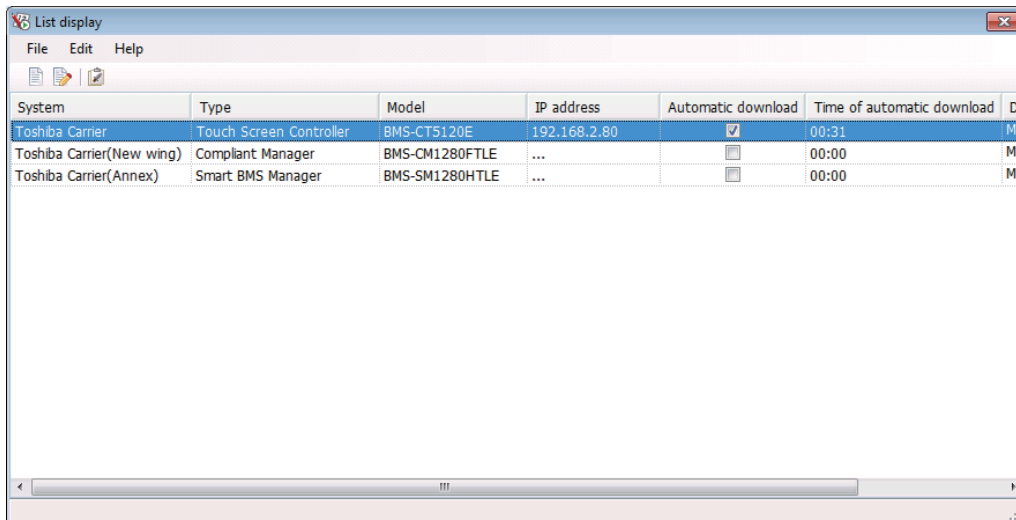 List display
File Edit Help
System Type Model IP address Automatic download Time of automatic download
Toshiba Carrier Touch Screen Controller BMS-CT5120E 192.168.2.80 00:31
Toshiba Carrier(New wing) Compliant Manager BMS-CM1280FTLE ... 00:00
Toshiba Carrier(Annex) Smart BMS Manager BMS-SM1280HTLE ... 00:00